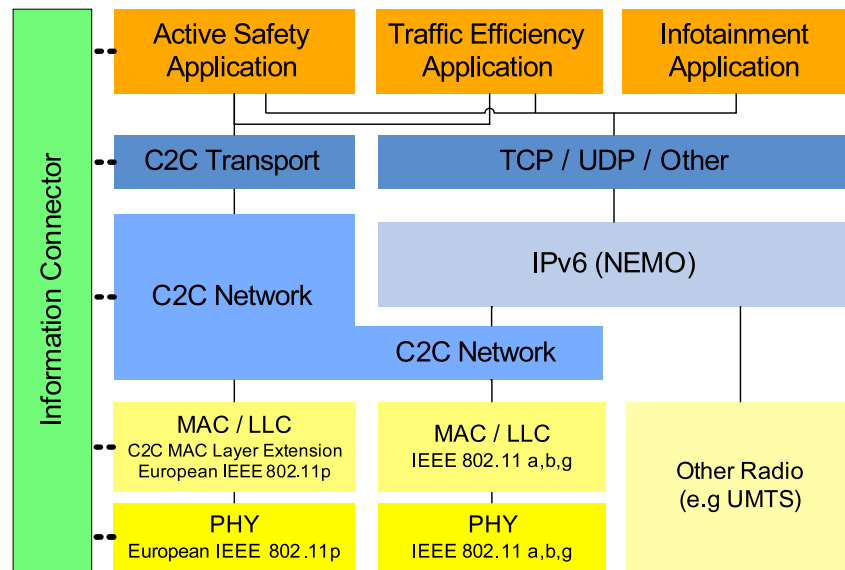 Information Connector
Active Safety
Application
Traffic Efficiency
Application
Infotainment
Application
C2C Transport
TCP / UDP / Other
C2C Network
IPv6 (NEMO)
C2C Network
MAC / LLC
C2C MAC Layer Extension
European IEEE 802.11p
MAC / LLC
IEEE 802.11 a,b,g
Other Radio
(e.g UMTS)
PHY
European IEEE 802.11p
PHY
IEEE 802.11 a,b,g